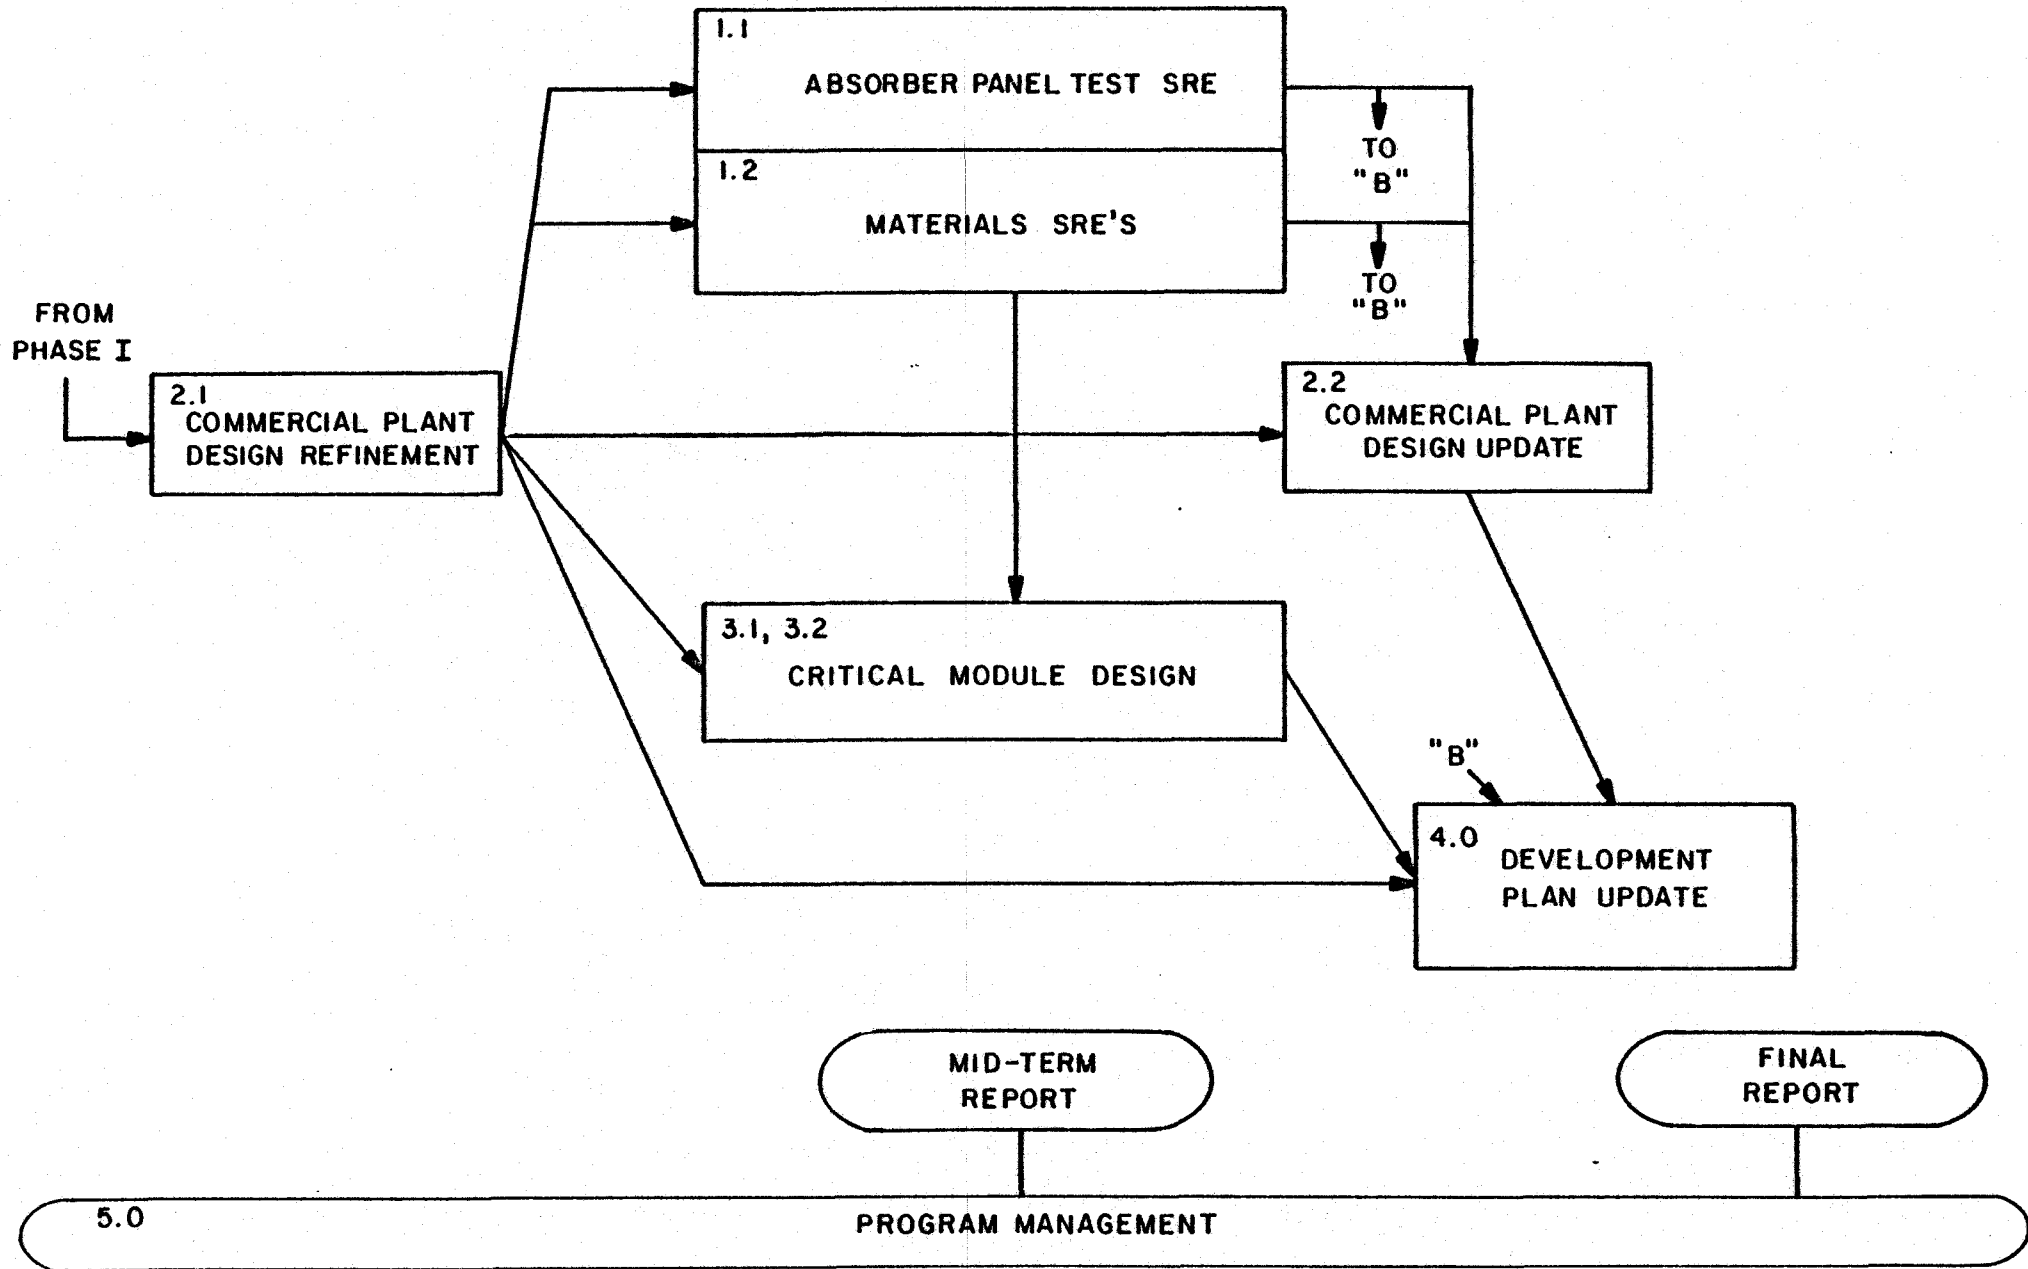 1.1
ABSORBER PANEL TEST SRE
TO
"B"
1.2
MATERIALS SRE'S
TO
"B"
FROM
PHASE I
2.1
COMMERCIAL PLANT
DESIGN REFINEMENT
2.2
COMMERCIAL PLANT
DESIGN UPDATE
3.1, 3.2
CRITICAL MODULE DESIGN
"B"
4.0
DEVELOPMENT
PLAN UPDATE
MID-TERM
REPORT
FINAL
REPORT
5.0
PROGRAM MANAGEMENT